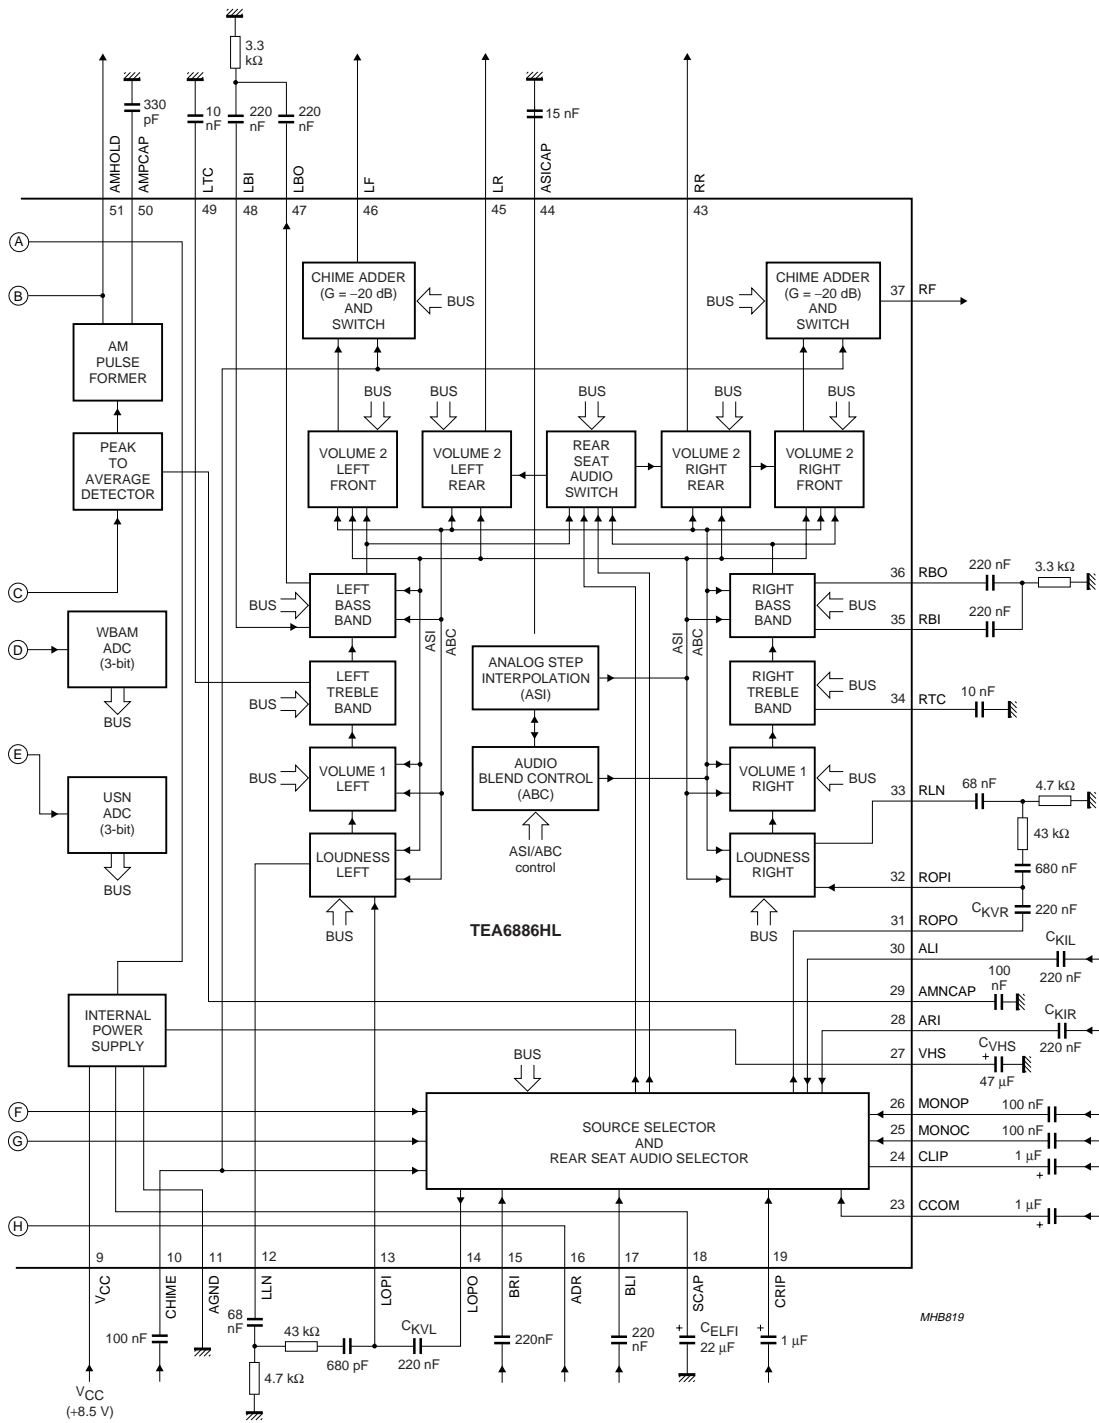 3.3
kΩ
330
pF
10
nF
220
nF
220
nF
15 nF
AMHOLD
AMPCAP
LTC
LBI
LBO
LF
LR
ASICAP
RR
51
50
49
48
47
46
45
44
43
A
B
CHIME ADDER
(G = −20 dB)
AND
SWITCH
BUS
BUS
CHIME ADDER
(G = −20 dB)
AND
SWITCH
37
RF
AM
PULSE
FORMER
BUS
BUS
BUS
BUS
BUS
PEAK
TO
AVERAGE
DETECTOR
VOLUME 2
LEFT
FRONT
VOLUME 2
LEFT
REAR
REAR
SEAT
AUDIO
SWITCH
VOLUME 2
RIGHT
REAR
VOLUME 2
RIGHT
FRONT
C
BUS
LEFT
BASS
BAND
RIGHT
BASS
BAND
BUS
36
RBO
220 nF
3.3 kΩ
35
RBI
220 nF
D
WBAM
ADC
(3-bit)
BUS
ASI
ABC
ASI
ABC
BUS
LEFT
TREBLE
BAND
ANALOG STEP
INTERPOLATION
(ASI)
RIGHT
TREBLE
BAND
BUS
34
RTC
10 nF
E
USN
ADC
(3-bit)
BUS
BUS
VOLUME 1
LEFT
AUDIO
BLEND CONTROL
(ABC)
VOLUME 1
RIGHT
BUS
33
RLN
68 nF
4.7 kΩ
43 kΩ
ASI/ABC
control
LOUDNESS
LEFT
LOUDNESS
RIGHT
680 nF
32
ROPI
BUS
TEA6886HL
BUS
31
ROPO
CKVR
220 nF
30
ALI
CKIL
220 nF
29
AMNCAP
100
nF
28
ARI
CKIR
220 nF
INTERNAL
POWER
SUPPLY
27
VHS
CVHS
+
47 μF
BUS
F
G
SOURCE SELECTOR
AND
REAR SEAT AUDIO SELECTOR
26
MONOP
100 nF
25
MONOC
100 nF
24
CLIP
1 μF
+
23
CCOM
1 μF
+
H
9
10
11
12
13
14
15
16
17
18
19
VCC
CHIME
AGND
LLN
LOPI
LOPO
BRI
ADR
BLI
SCAP
CRIP
100 nF
68
nF
43 kΩ
680 pF
CKVL
220 nF
4.7 kΩ
220nF
220
nF
+
CELFI
22 μF
+
1 μF
VCC
(+8.5 V)
MHB819